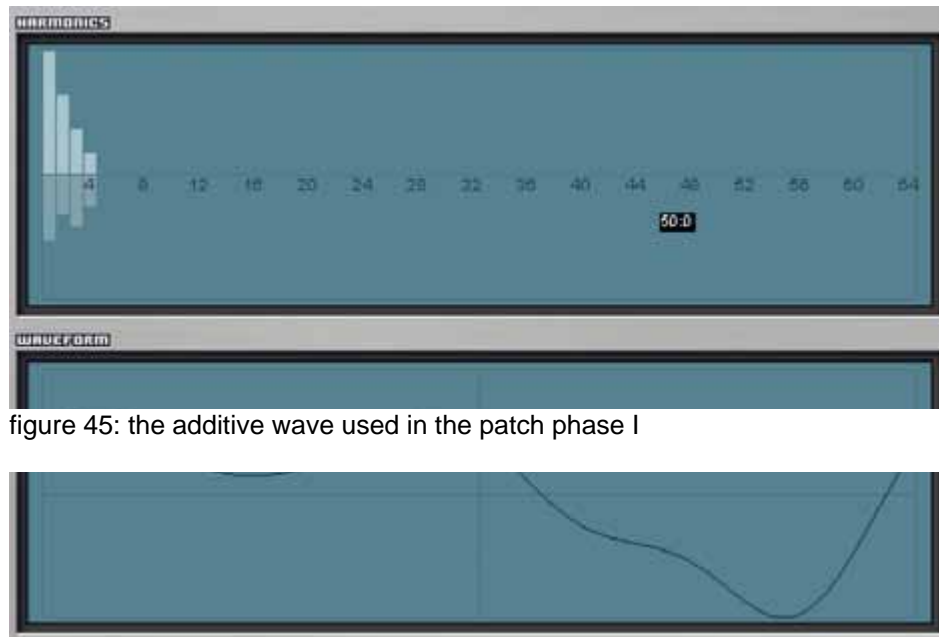 HARMONICS
4 8 12 16 20 24 28 32 36 40 44 48 52 56 60 64
50:0
WAVEFORM
figure 45: the additive wave used in the patch phase I